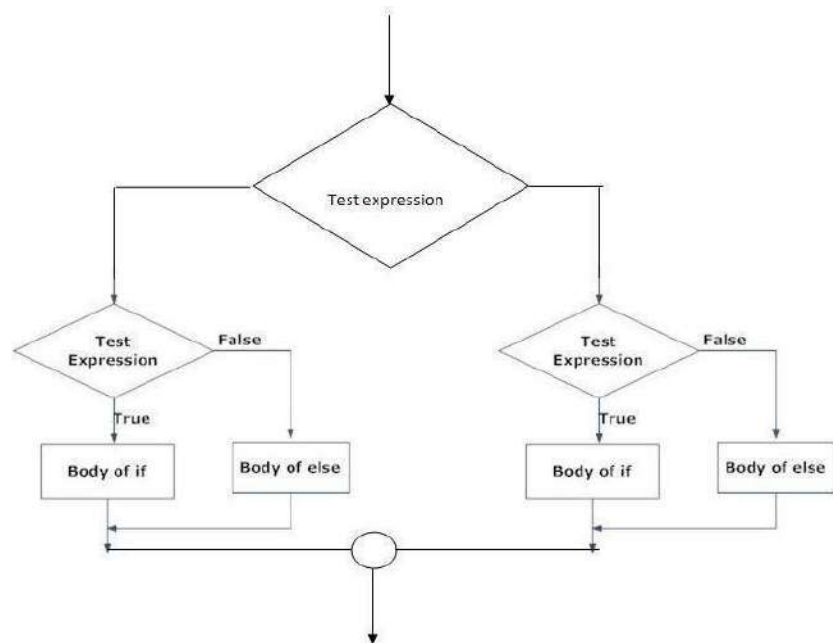 Test expression
Test
Expression
False
True
Body of if
Body of else
Test
Expression
False
True
Body of if
Body of else